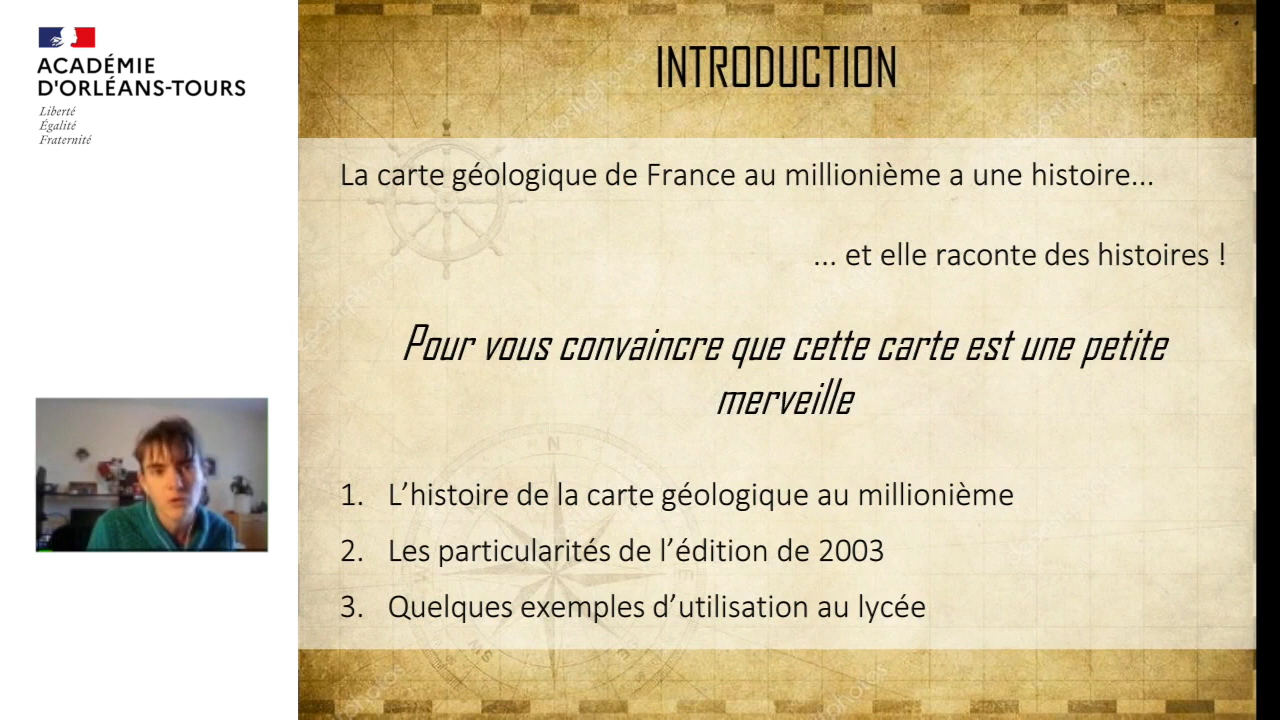 ACADÉMIE
D'ORLÉANS-TOURS
Liberté
Égalité
Fraternité
INTRODUCTION
La carte géologique de France au millionième a une histoire...
... et elle raconte des histoires !
Pour vous convaincre que cette carte est une petite
merveille
1. L’histoire de la carte géologique au millionième
2. Les particularités de l’édition de 2003
3. Quelques exemples d’utilisation au lycée